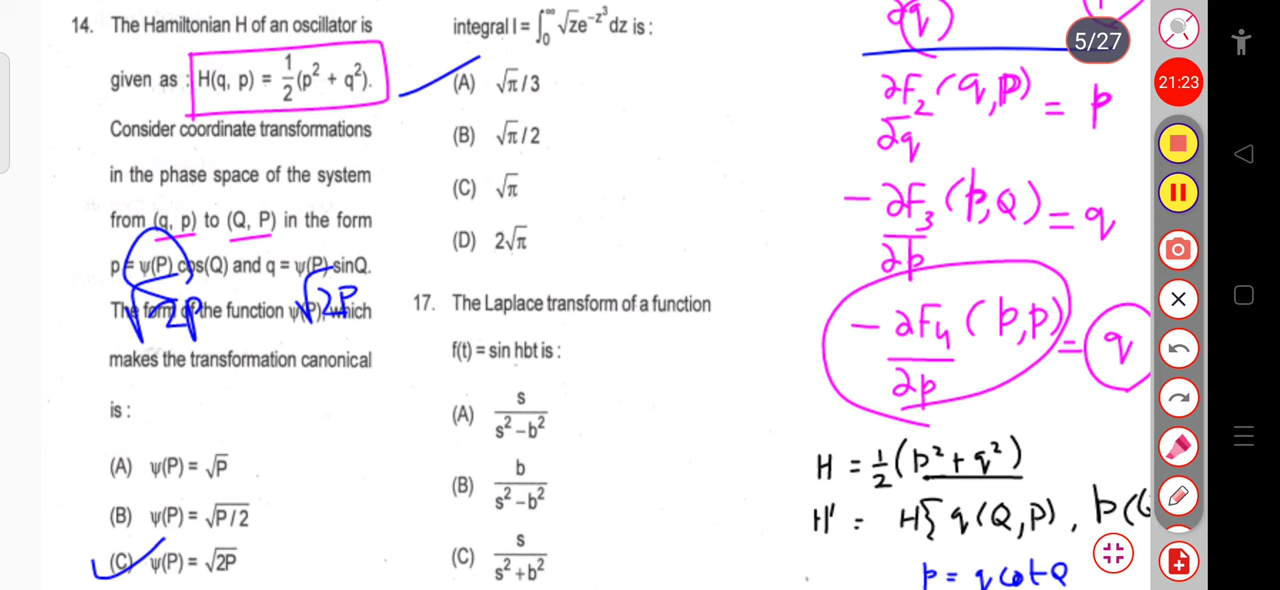 14. The Hamiltonian H of an oscillator is
given as : H(q, p) = 1/2(p² + q²).
Consider coordinate transformations
in the phase space of the system
from (q, p) to (Q, P) in the form
p = ψ(P) cos(Q) and q = ψ(P) sinQ.
√2P √2P
The form of the function ψ(P), which
makes the transformation canonical
is :
(A) ψ(P) = √P
(B) ψ(P) = √P/2
(C) ψ(P) = √2P
integral I = ∫₀^∞ √ze^(-z³) dz is :
(A) √π/3
(B) √π/2
(C) √π
(D) 2√π
17. The Laplace transform of a function
f(t) = sin hbt is :
(A) s/(s² – b²)
(B) b/(s² – b²)
(C) s/(s² + b²)
∂q)
∂F₂(q,p)/∂q = p
-∂F₃(p,Q)/∂p = q
-∂F₄(p,p)/∂p = q
H = 1/2(p² + q²)
H' = H{q(Q,P), p(
p = q cot Q
5/27
21:23